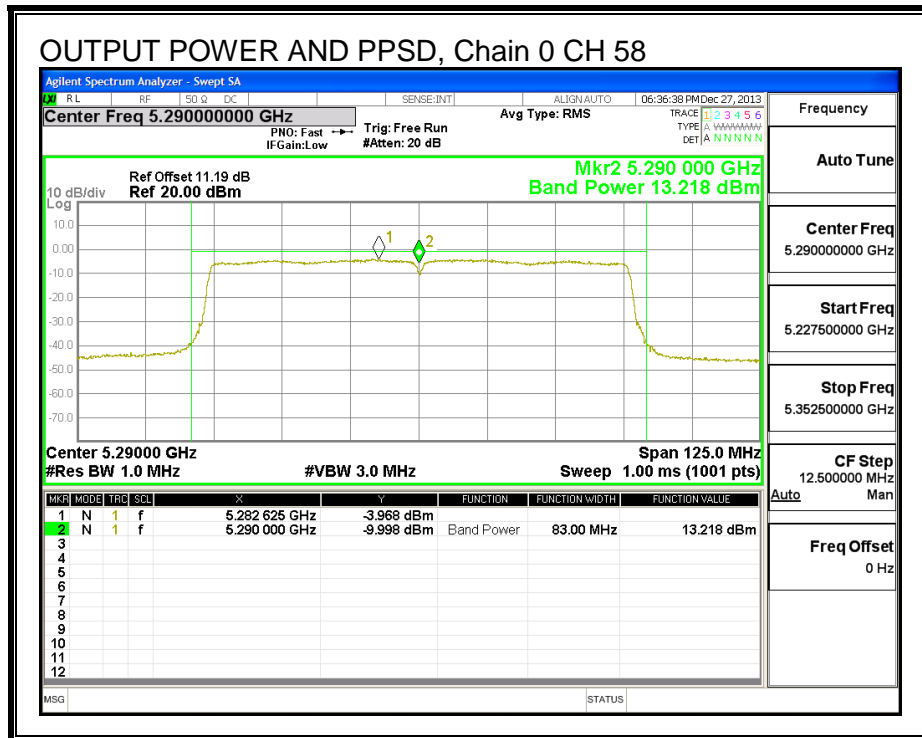 OUTPUT POWER AND PPSD, Chain 0 CH 58
Agilent Spectrum Analyzer - Swept SA
LXI RL RF 50 Ω DC SENSE:INT ALIGN AUTO 06:36:38 PM Dec 27, 2013
Center Freq 5.290000000 GHz
PNO: Fast
IFGain:Low
Trig: Free Run
#Atten: 20 dB
Avg Type: RMS
TRACE 1 2 3 4 5 6
TYPE A WWWWW
DET A N N N N N
Mkr2 5.290 000 GHz
Band Power 13.218 dBm
Ref Offset 11.19 dB
10 dB/div Ref 20.00 dBm
Log
10.0
0.00
-10.0
-20.0
-30.0
-40.0
-50.0
-60.0
-70.0
1
2
Center 5.29000 GHz Span 125.0 MHz
#Res BW 1.0 MHz #VBW 3.0 MHz Sweep 1.00 ms (1001 pts)
MKR MODE TRC SCL X Y FUNCTION FUNCTION WIDTH FUNCTION VALUE
1 N 1 f 5.282 625 GHz -3.968 dBm
2 N 1 f 5.290 000 GHz -9.998 dBm Band Power 83.00 MHz 13.218 dBm
3
4
5
6
7
8
9
10
11
12
MSG STATUS
Frequency
Auto Tune
Center Freq
5.290000000 GHz
Start Freq
5.227500000 GHz
Stop Freq
5.352500000 GHz
CF Step
12.500000 MHz
Auto Man
Freq Offset
0 Hz